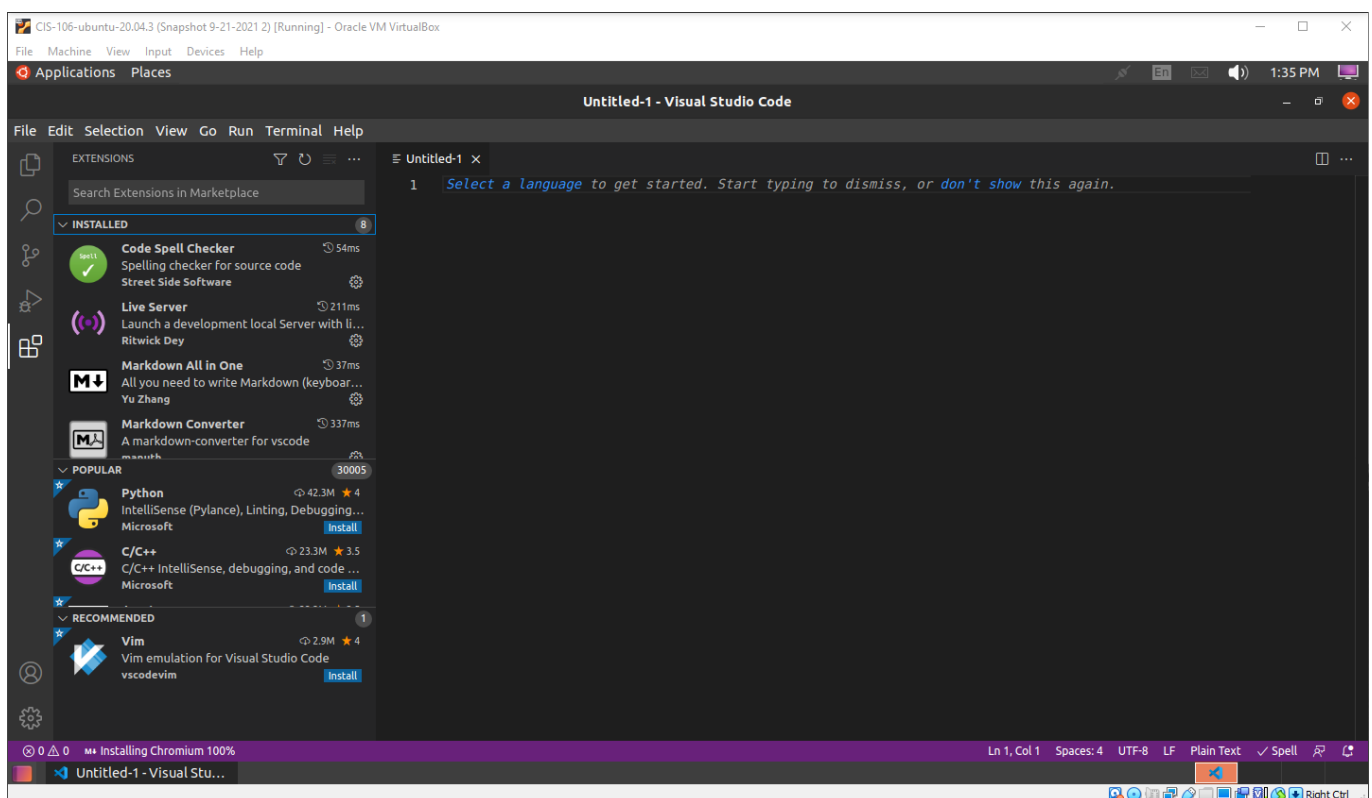 CIS-106-ubuntu-20.04.3 (Snapshot 9-21-2021 2) [Running] - Oracle VM VirtualBox
File Machine View Input Devices Help
Applications Places En 1:35 PM
Untitled-1 - Visual Studio Code
File Edit Selection View Go Run Terminal Help
EXTENSIONS
Search Extensions in Marketplace
INSTALLED 8
Spell
Code Spell Checker 54ms
Spelling checker for source code
Street Side Software
Live Server 211ms
Launch a development local Server with li...
Ritwick Dey
Markdown All in One 37ms
All you need to write Markdown (keyboar...
Yu Zhang
Markdown Converter 337ms
A markdown-converter for vscode
manuth
POPULAR 30005
Python 42.3M ★ 4
IntelliSense (Pylance), Linting, Debugging...
Microsoft Install
C/C++ 23.3M ★ 3.5
C/C++
C/C++ IntelliSense, debugging, and code ...
Microsoft Install
RECOMMENDED 1
Vim 2.9M ★ 4
Vim emulation for Visual Studio Code
vscodevim Install
Untitled-1
1 Select a language to get started. Start typing to dismiss, or don't show this again.
0 0 M↓ Installing Chromium 100% Ln 1, Col 1 Spaces: 4 UTF-8 LF Plain Text ✓ Spell
Untitled-1 - Visual Stu...
Right Ctrl